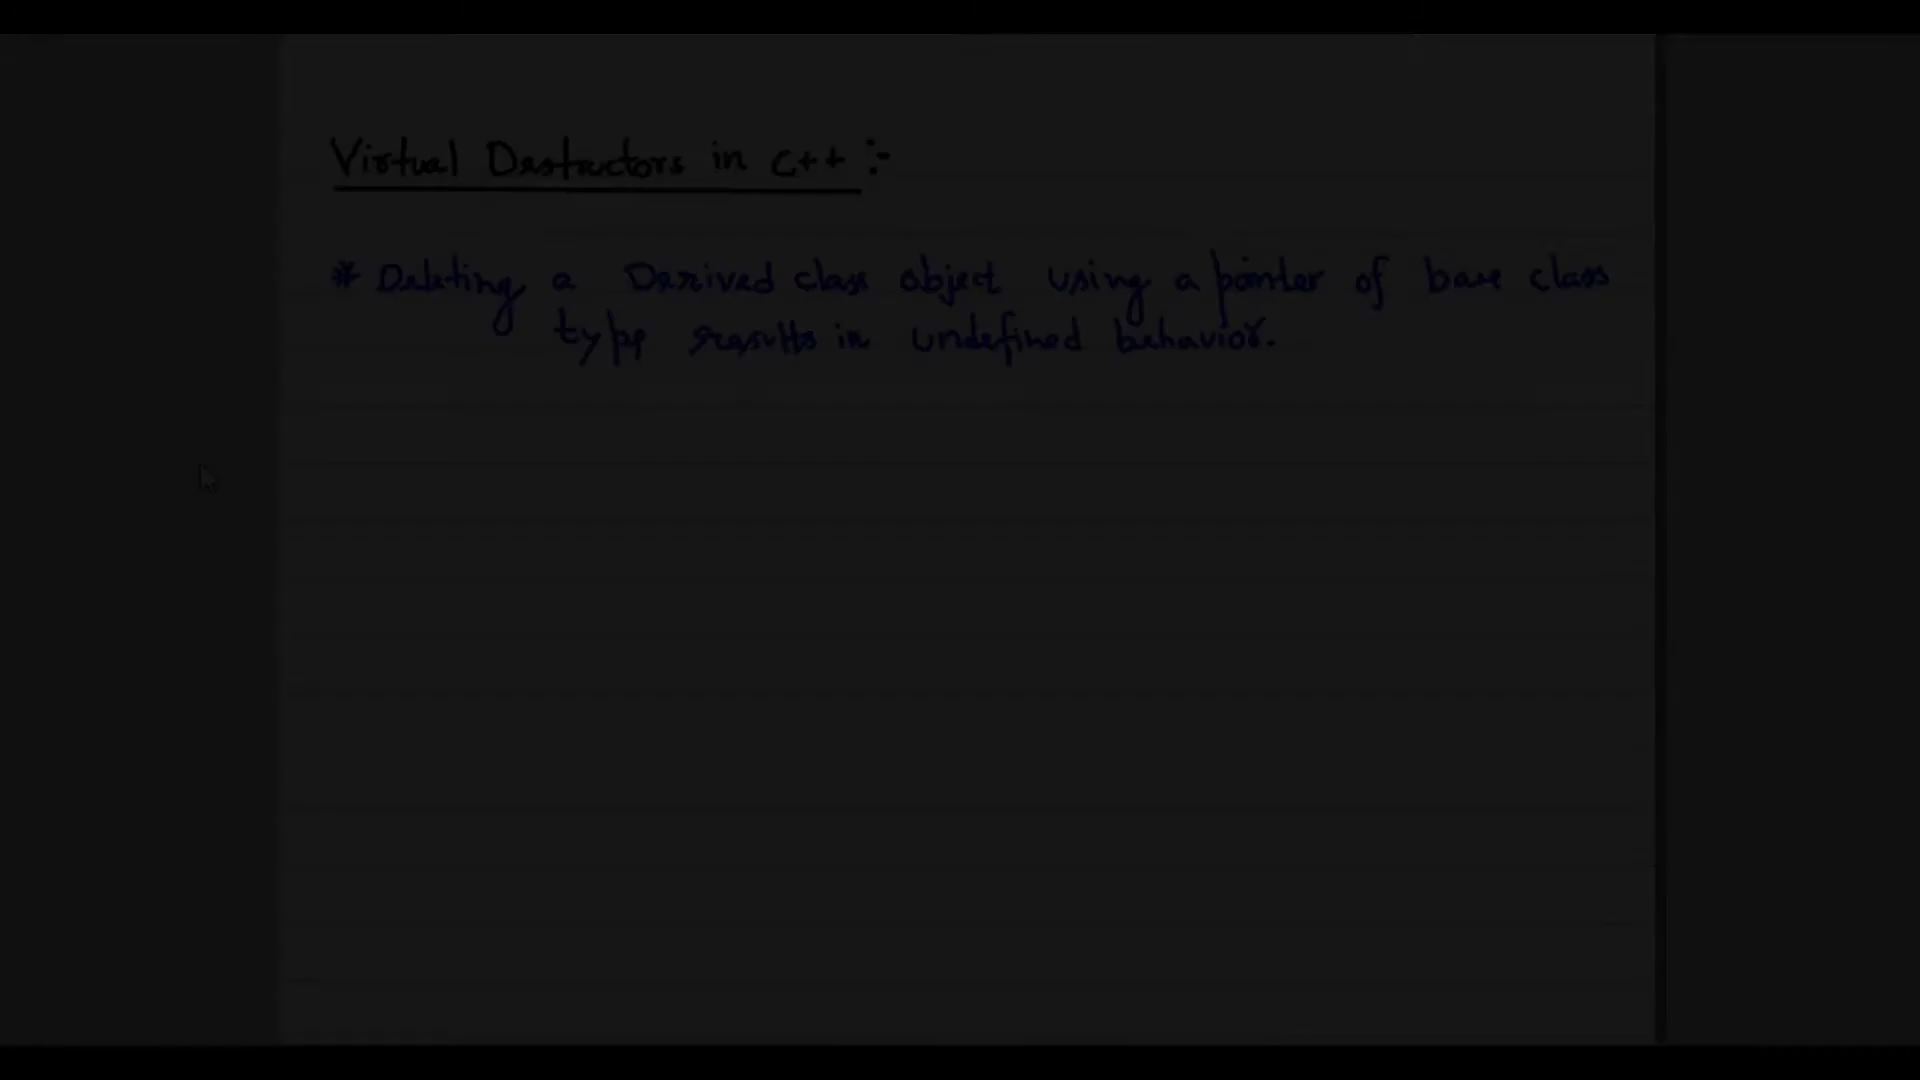 Virtual Destructors in C++ :-
* Deleting a Derived class object using a pointer of base class
type results in undefined behavior.